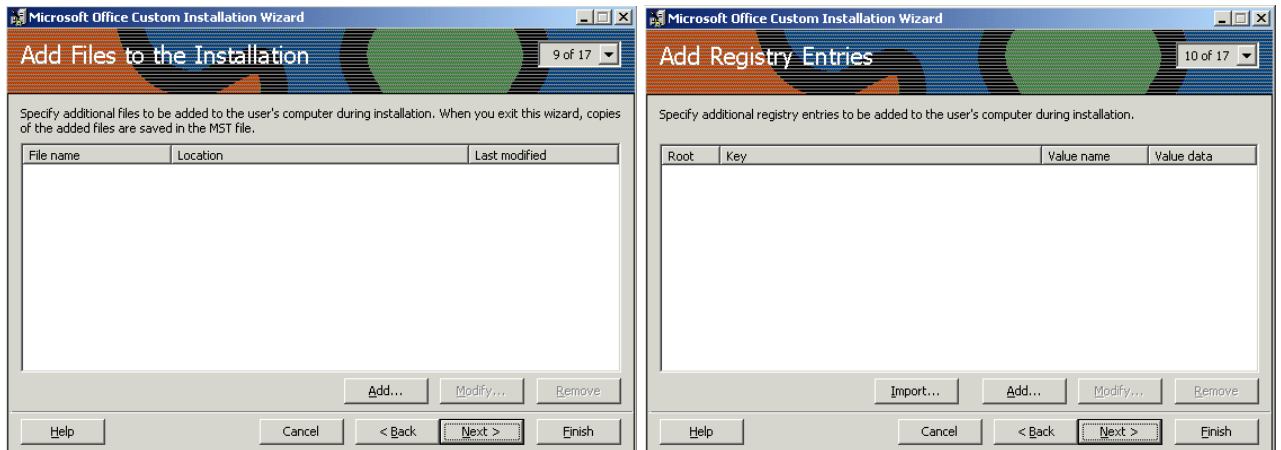 Microsoft Office Custom Installation Wizard
Add Files to the Installation
9 of 17
Specify additional files to be added to the user's computer during installation. When you exit this wizard, copies
of the added files are saved in the MST file.
File name Location Last modified
Add... Modify... Remove
Help Cancel < Back Next > Finish
Microsoft Office Custom Installation Wizard
Add Registry Entries
10 of 17
Specify additional registry entries to be added to the user's computer during installation.
Root Key Value name Value data
Import... Add... Modify... Remove
Help Cancel < Back Next > Finish